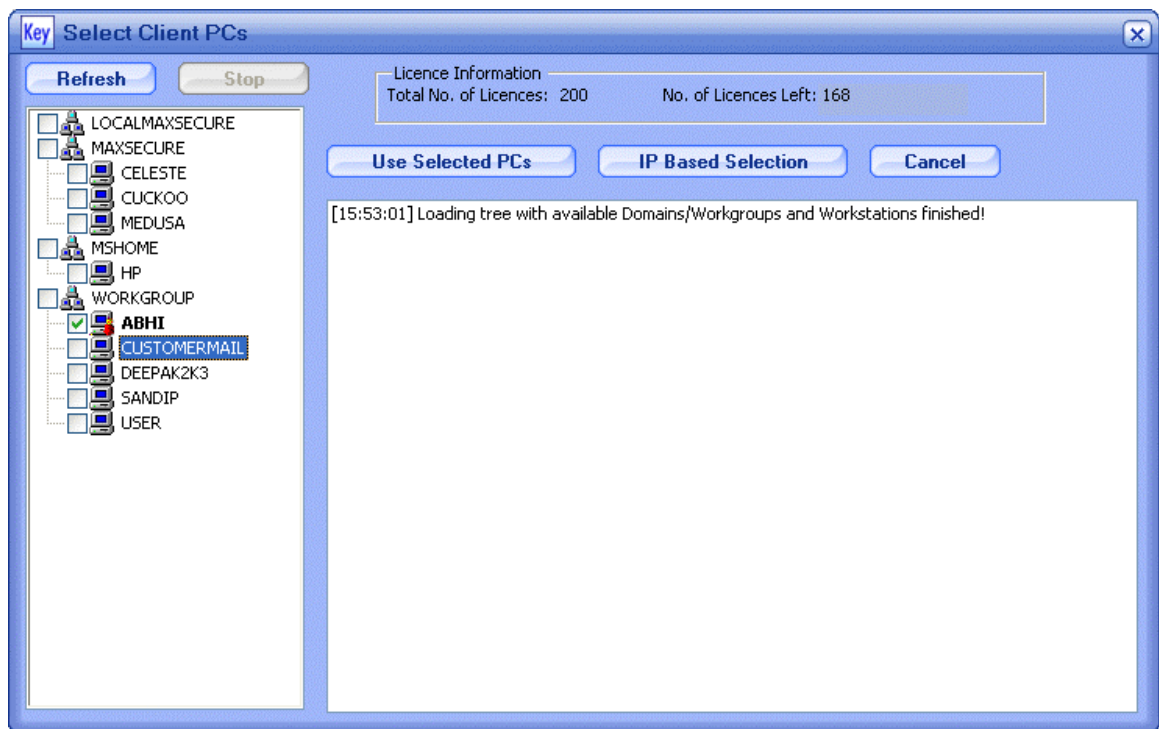 Key Select Client PCs
Refresh Stop
Licence Information
Total No. of Licences: 200 No. of Licences Left: 168
LOCALMAXSECURE
MAXSECURE
CELESTE
CUCKOO
MEDUSA
MSHOME
HP
WORKGROUP
ABHI
CUSTOMERMAIL
DEEPAK2K3
SANDIP
USER
Use Selected PCs IP Based Selection Cancel
[15:53:01] Loading tree with available Domains/Workgroups and Workstations finished!